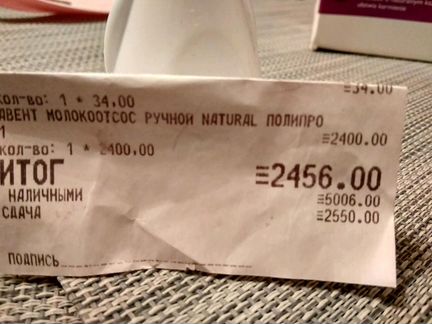 ≡34.00
кол-во: 1 * 34.00
АВЕНТ МОЛОКООТСОС РУЧНОЙ NATURAL ПОЛИПРО
1
≡2400.00
кол-во: 1 * 2400.00
ИТОГ ≡2456.00
НАЛИЧНЫМИ ≡5006.00
СДАЧА ≡2550.00
ПОДПИСЬ